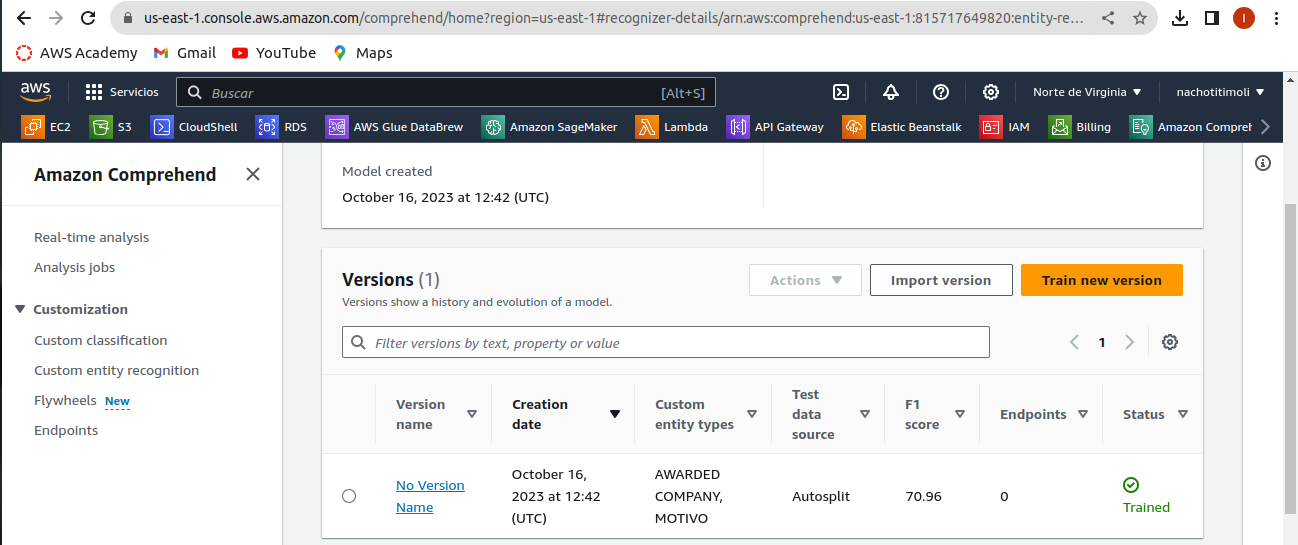 us-east-1.console.aws.amazon.com/comprehend/home?region=us-east-1#recognizer-details/arn:aws:comprehend:us-east-1:815717649820:entity-re...
I
AWS Academy Gmail YouTube Maps
aws Servicios Buscar [Alt+S] Norte de Virginia nachotitimoli
EC2 S3 CloudShell RDS AWS Glue DataBrew Amazon SageMaker Lambda API Gateway Elastic Beanstalk IAM Billing Amazon Compreh
Amazon Comprehend
Real-time analysis
Analysis jobs
Customization
Custom classification
Custom entity recognition
Flywheels New
Endpoints
Model created
October 16, 2023 at 12:42 (UTC)
Versions (1)
Versions show a history and evolution of a model.
Actions Import version Train new version
Filter versions by text, property or value
1
Version
name
Creation
date
Custom
entity types
Test
data
source
F1
score
Endpoints
Status
No Version
Name
October 16,
2023 at 12:42
(UTC)
AWARDED
COMPANY,
MOTIVO
Autosplit
70.96
0
Trained